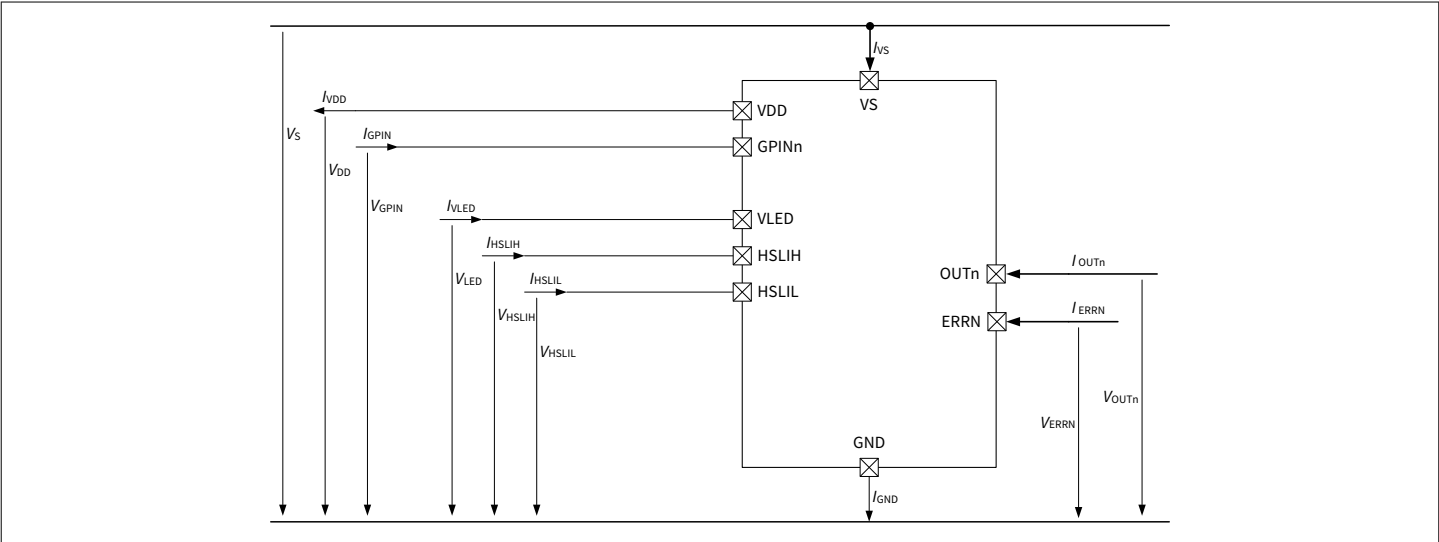 IVS
VS
IVDD
VDD
VS
IGPIN
GPINn
VDD
VGPIN
IVLED
VLED
IHSLIH
HSLIH
VLED
IHSLIL
HSLIL
VHSLIH
VHSLIL
OUTn
IOUTn
ERRN
IERRN
VOUTn
VERRN
GND
IGND